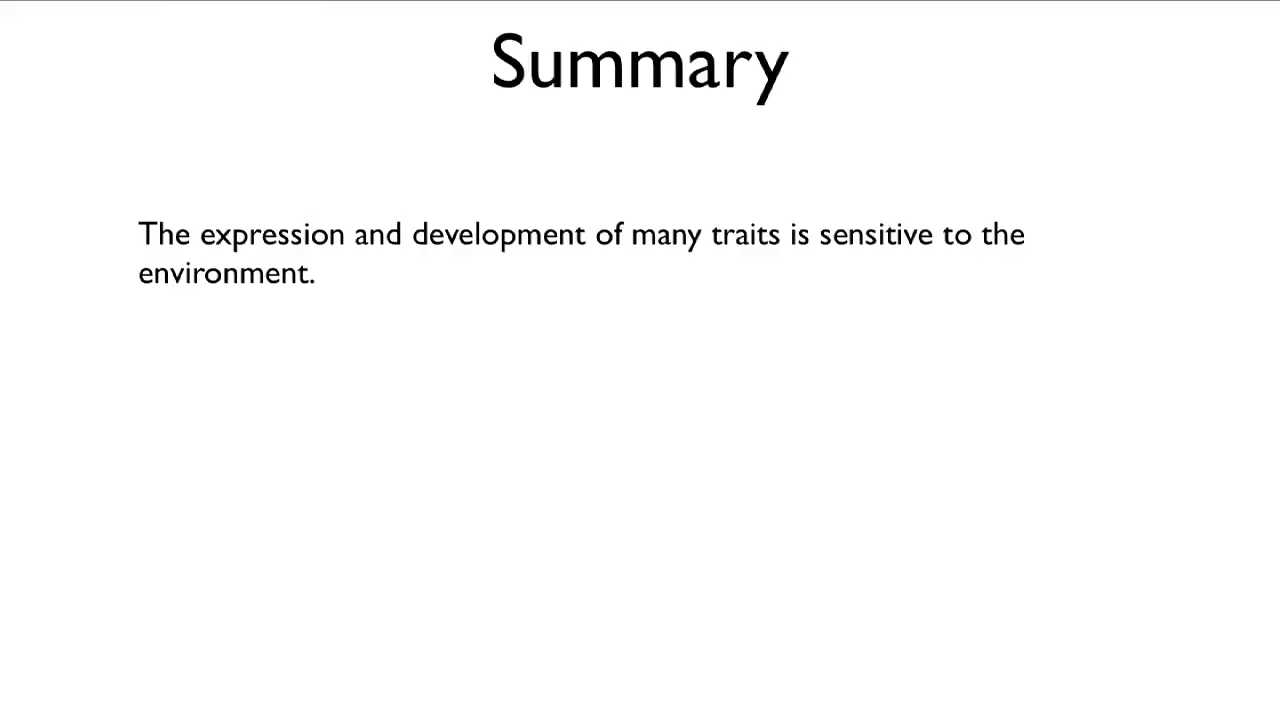 Summary
The expression and development of many traits is sensitive to the
environment.